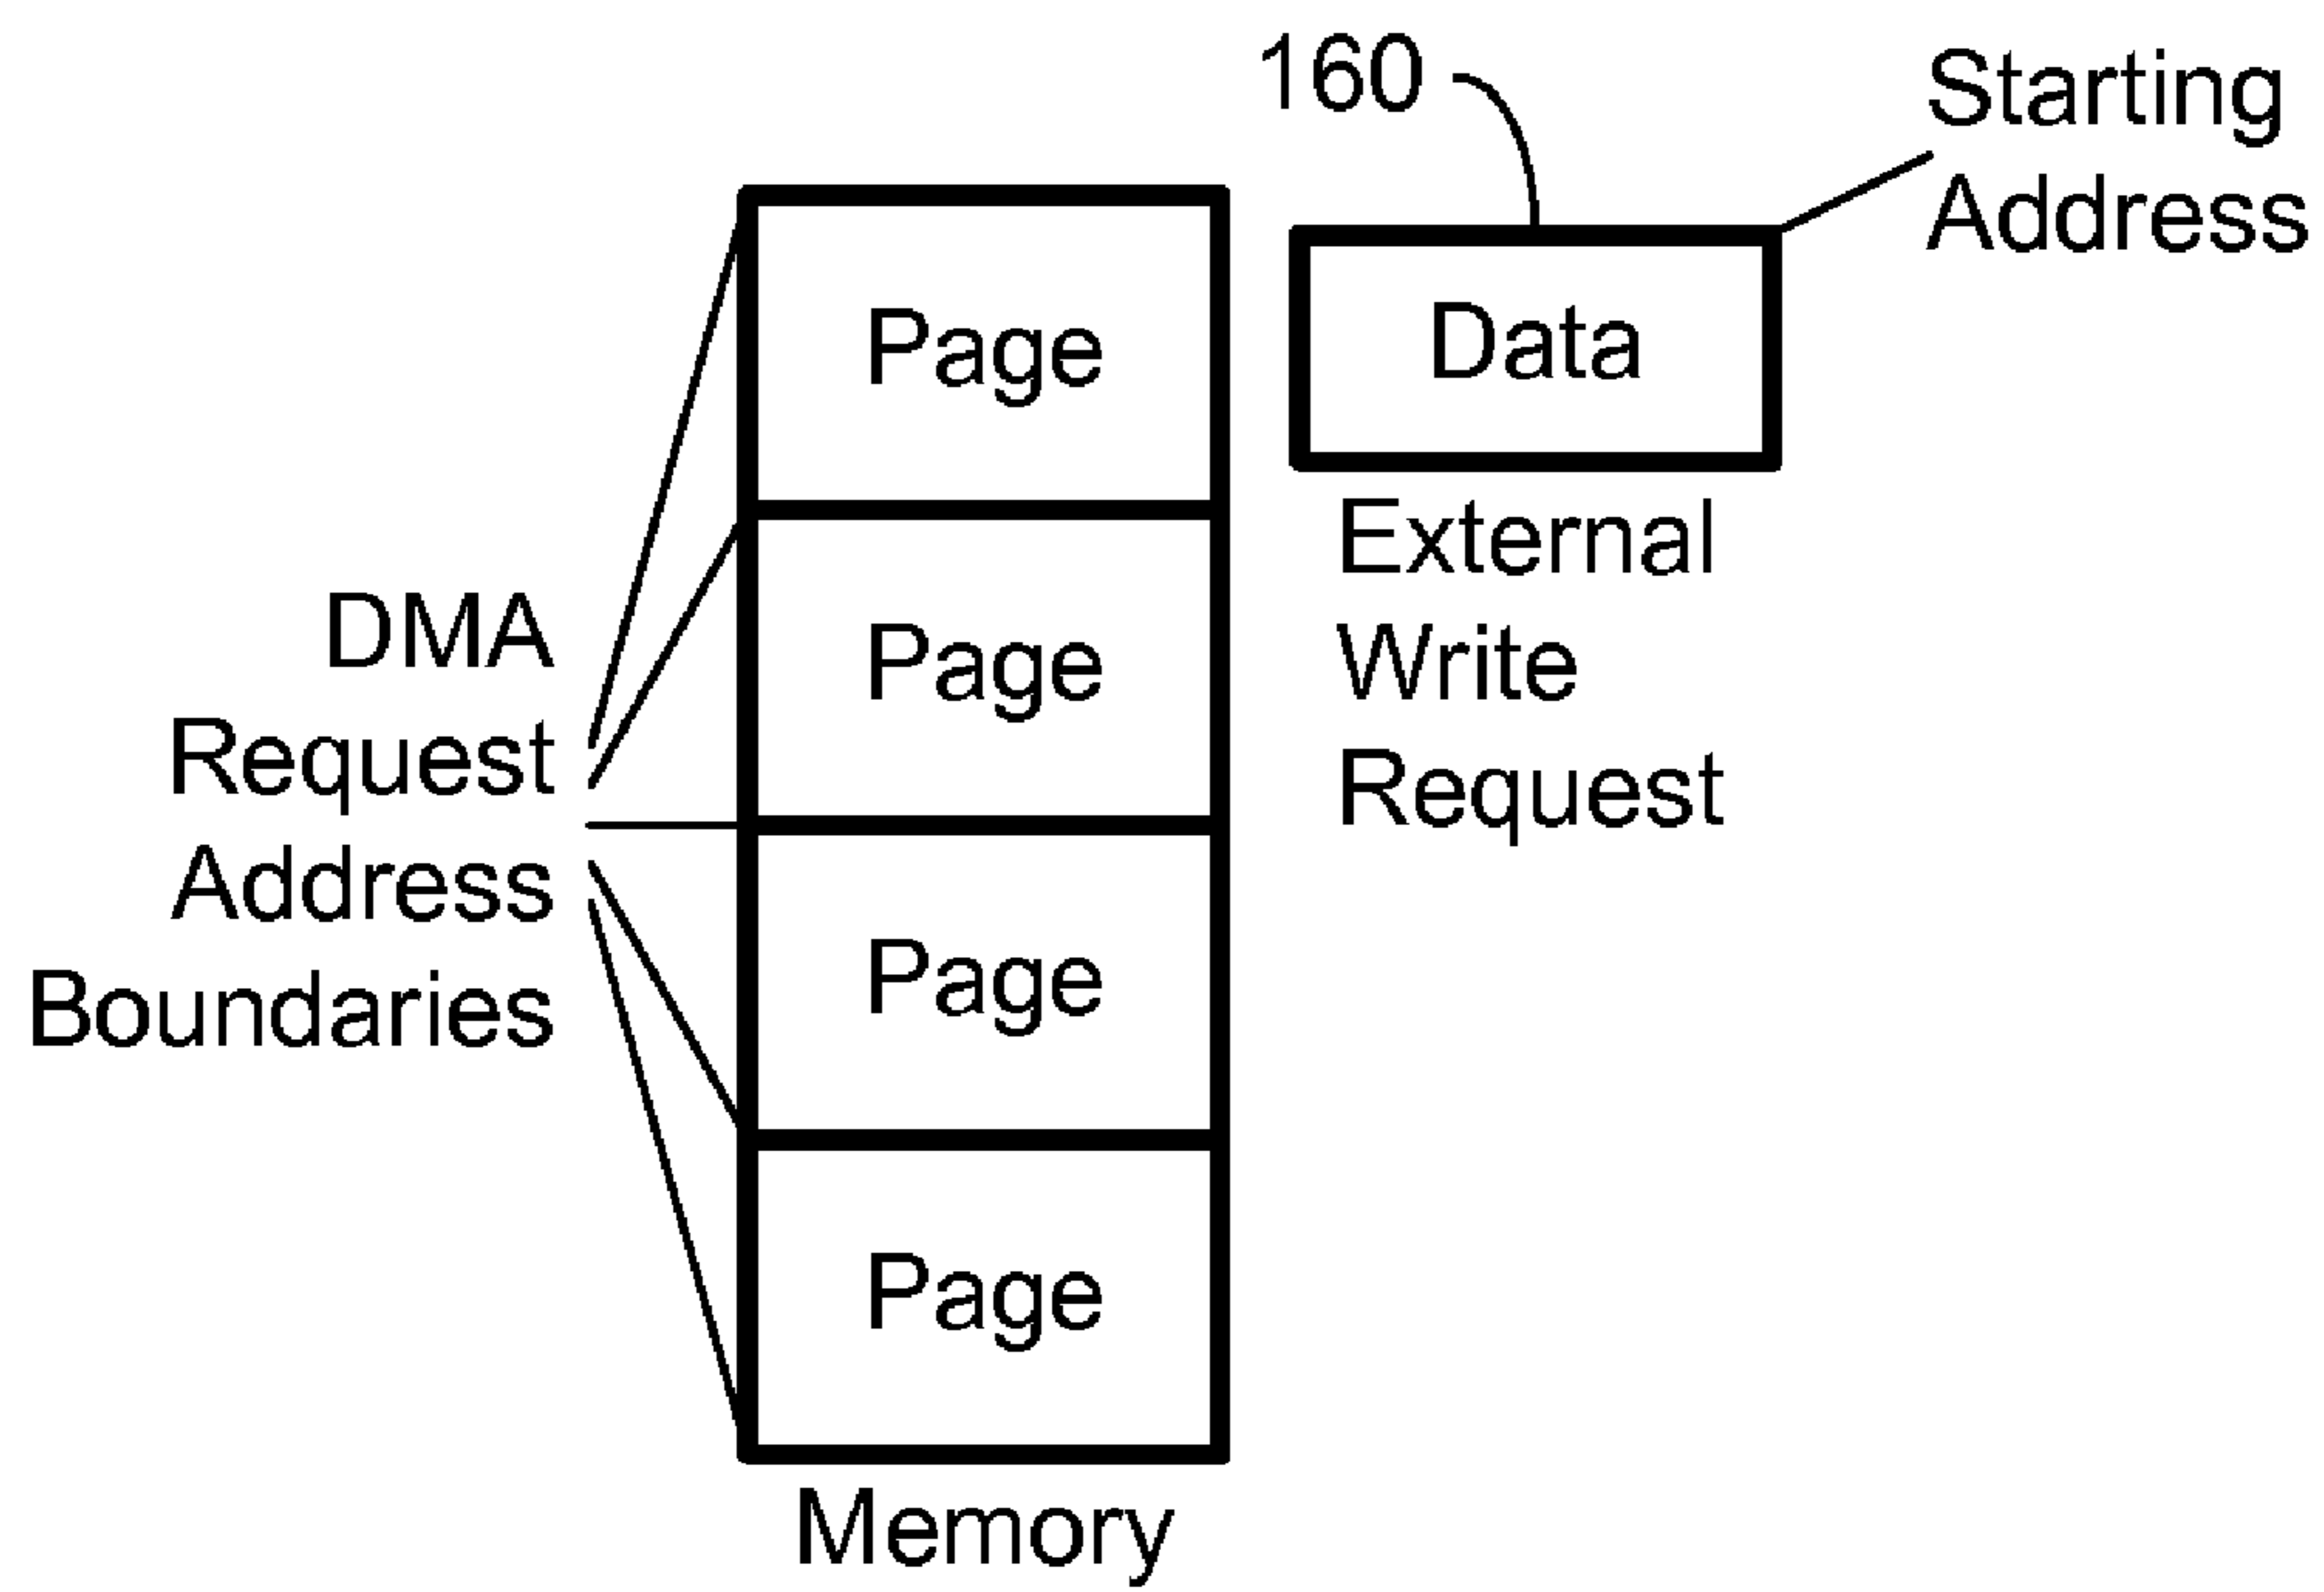 160
Starting
Address
Page
Data
External
Write
Request
DMA
Request
Address
Boundaries
Page
Page
Page
Memory